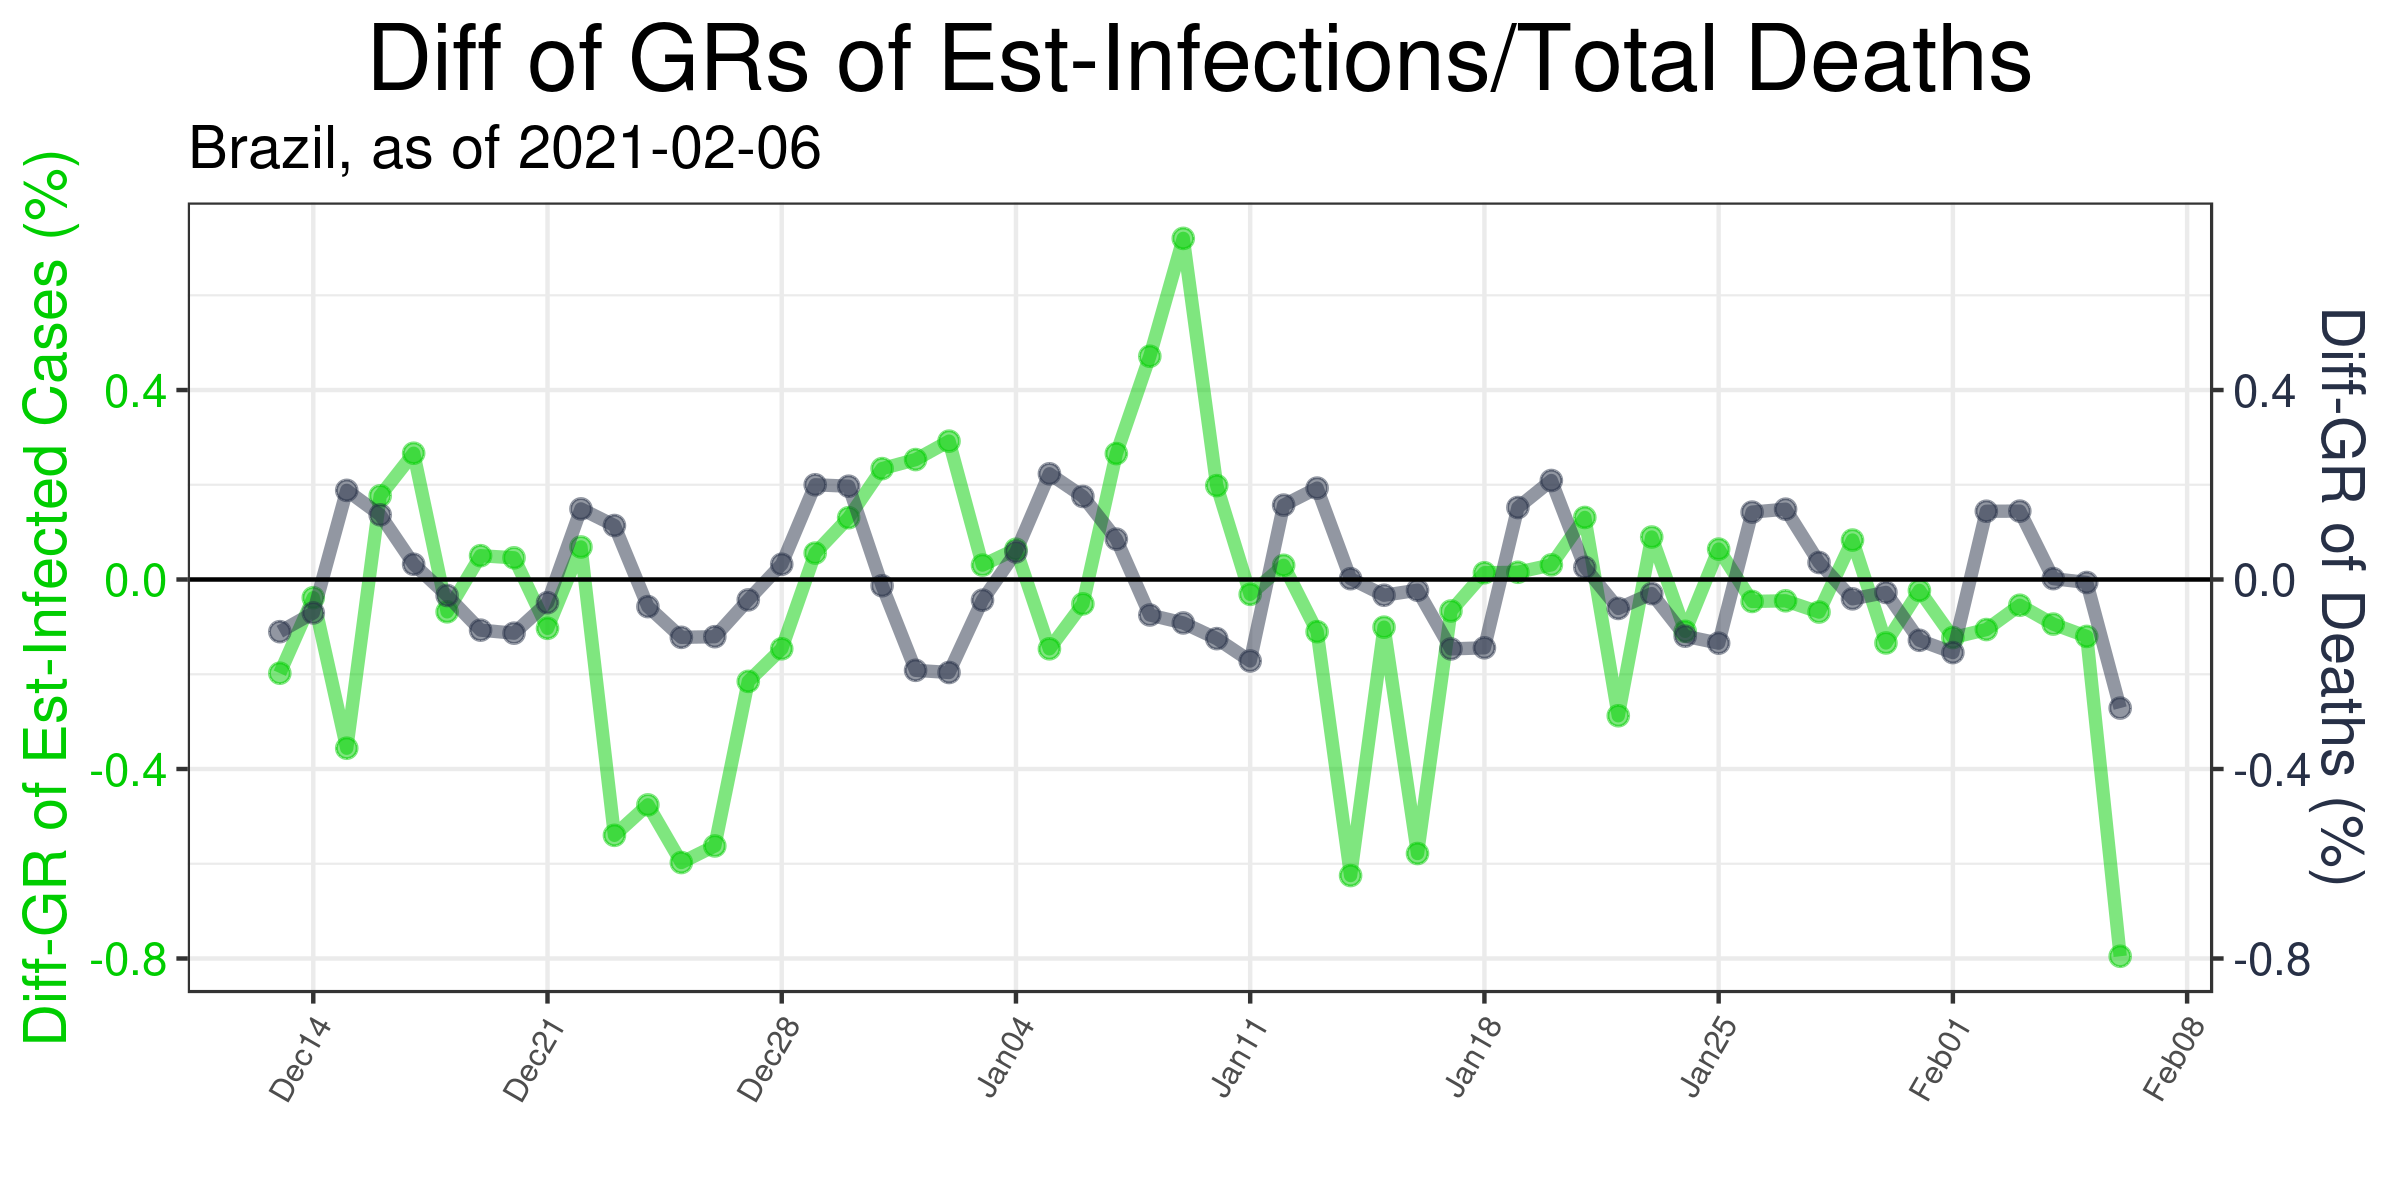 Diff of GRs of Est-Infections/Total Deaths
Brazil, as of 2021-02-06
Diff-GR of Est-Infected Cases (%)
0.4
0.0
-0.4
-0.8
0.4
0.0
-0.4
-0.8
Diff-GR of Deaths (%)
Dec14
Dec21
Dec28
Jan04
Jan11
Jan18
Jan25
Feb01
Feb08